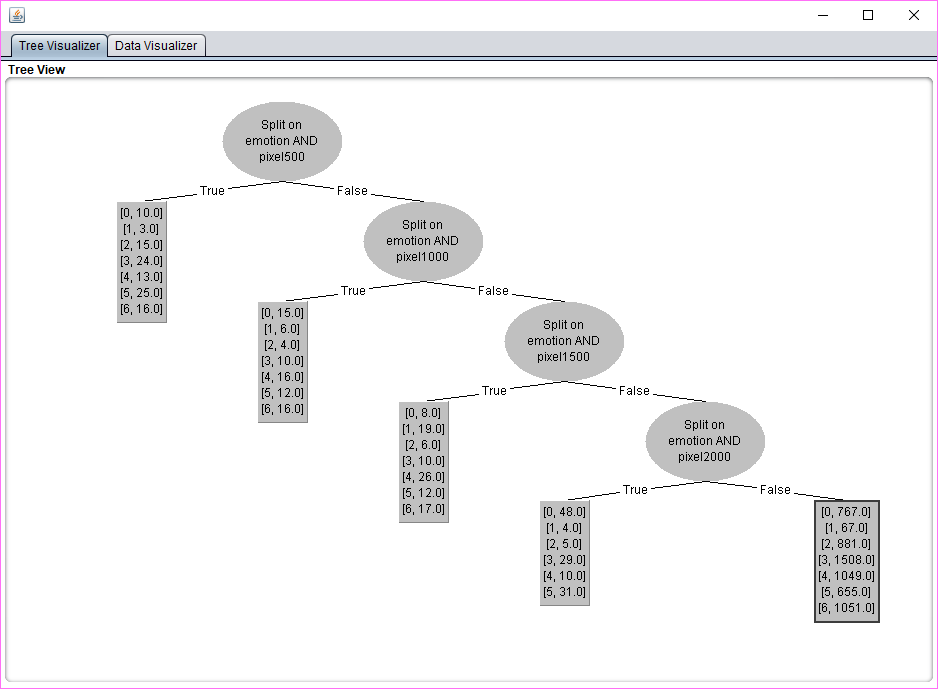 Tree Visualizer
Data Visualizer
Tree View
Split on
emotion AND
pixel500
True
False
[0, 10.0]
[1, 3.0]
[2, 15.0]
[3, 24.0]
[4, 13.0]
[5, 25.0]
[6, 16.0]
Split on
emotion AND
pixel1000
True
False
[0, 15.0]
[1, 6.0]
[2, 4.0]
[3, 10.0]
[4, 16.0]
[5, 12.0]
[6, 16.0]
Split on
emotion AND
pixel1500
True
False
[0, 8.0]
[1, 19.0]
[2, 6.0]
[3, 10.0]
[4, 26.0]
[5, 12.0]
[6, 17.0]
Split on
emotion AND
pixel2000
True
False
[0, 48.0]
[1, 4.0]
[2, 5.0]
[3, 29.0]
[4, 10.0]
[5, 31.0]
[0, 767.0]
[1, 67.0]
[2, 881.0]
[3, 1508.0]
[4, 1049.0]
[5, 655.0]
[6, 1051.0]